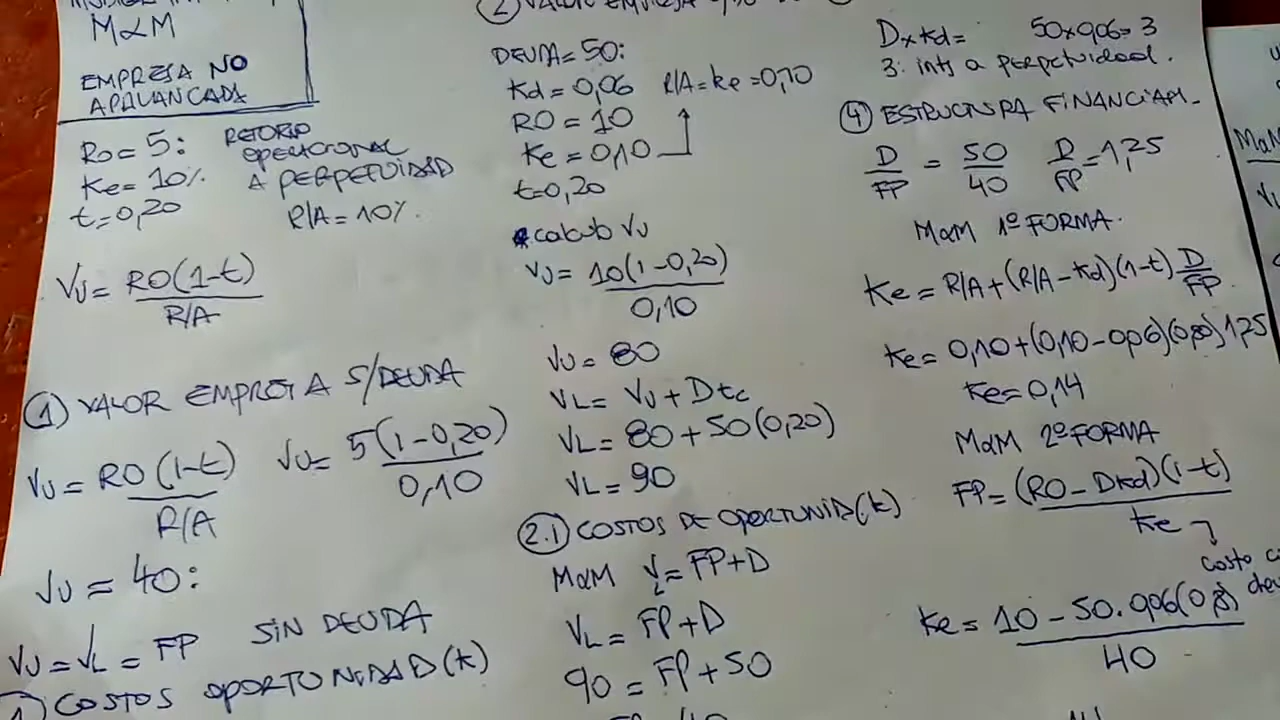 M&M
EMPRESA NO
APALANCADA
RO = 5: RETORNO
OPERACIONAL
Ke = 10% A PERPETUIDAD
t = 0,20 R/A = 10%.
VU = RO(1-t)
R/A
① VALOR EMPRESA S/DEUDA
VU = RO(1-t)
R/A
VU = 5(1-0,20)
0,10
VU = 40:
VU = VL = FP SIN DEUDA
COSTOS OPORTUNIDAD(k)
② VALOR EMPRESA
DEUDA = 50:
Kd = 0,06 R/A = Ke = 0,10
RO = 10
Ke = 0,10
t = 0,20
*calculo VU
VU = 10(1-0,20)
0,10
VU = 80
VL = VU + Dtc
VL = 80 + 50(0,20)
VL = 90
2.1 COSTOS DE OPORTUNID(k)
M&M VL = FP+D
VL = FP+D
90 = FP+50
D×Kd = 50×0,06 = 3
3: ints a perpetuidad.
④ ESTRUCTURA FINANCIAM.
D/FP = 50/40 D/FP = 1,25
M&M 1º FORMA.
Ke = R/A+(R/A-Kd)(1-t) D/FP.
Ke = 0,10+(0,10-0,06)(0,80)1,25
Ke = 0,14
M&M 2º FORMA
FP = (RO-DKd)(1-t)
Ke
costo
Ke = 10-50.0,06(0,8)
40